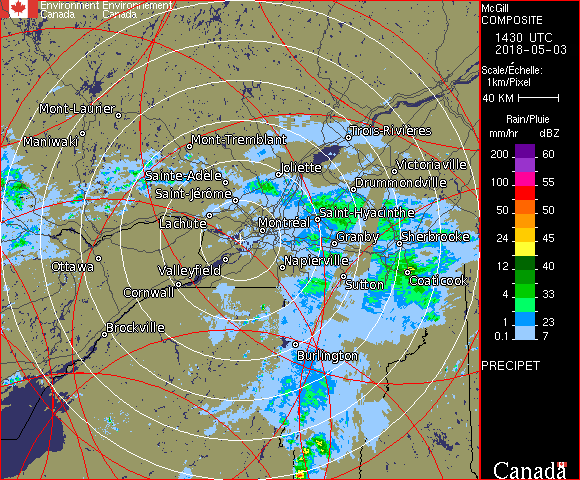 Environment Environnement
Canada Canada
McGill
COMPOSITE
1430 UTC
2018-05-03
Scale/Échelle:
1km/Pixel
40 KM
Rain/Pluie
mm/hr dBZ
200 60
100 55
50 50
24 45
12 40
4 33
1 23
0.1 7
PRECIPET
Canada
Mont-Laurier
Maniwaki
Mont-Tremblant
Trois-Rivières
Sainte-Adèle
Joliette
Victoriaville
Saint-Jérôme
Drummondville
Lachute
Montréal
Saint-Hyacinthe
Granby
Sherbrooke
Ottawa
Valleyfield
Napierville
Cornwall
Sutton
Coaticook
Brockville
Burlington